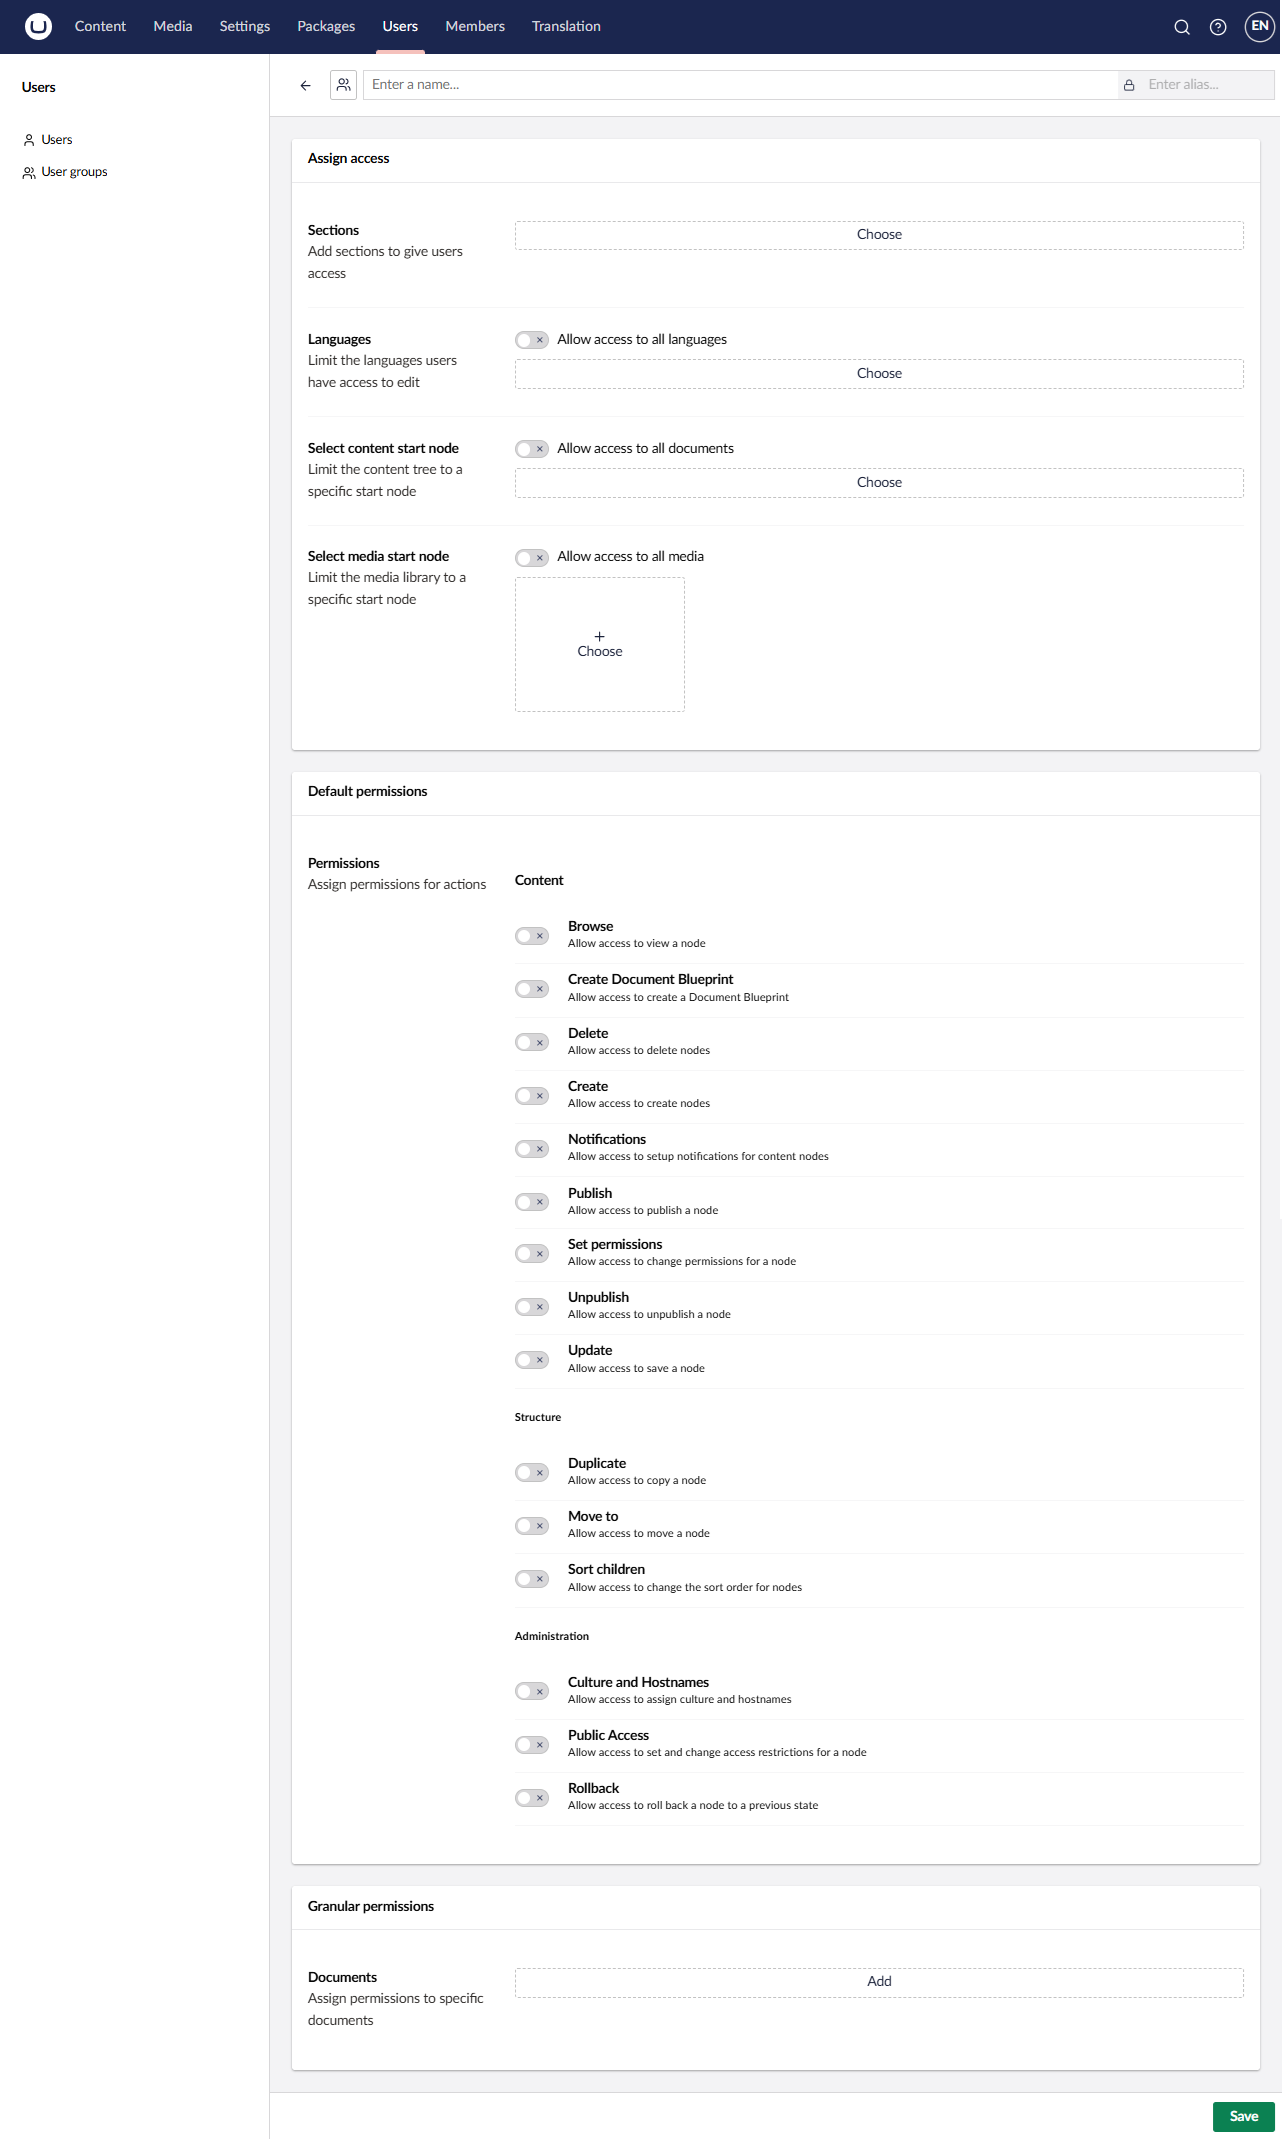 Content Media Settings Packages Users Members Translation EN
Users
Users
User groups
Enter a name...
Enter alias...
Assign access
Sections
Add sections to give users
access
Choose
Languages
Limit the languages users
have access to edit
Allow access to all languages
Choose
Select content start node
Limit the content tree to a
specific start node
Allow access to all documents
Choose
Select media start node
Limit the media library to a
specific start node
Allow access to all media
Choose
Default permissions
Permissions
Assign permissions for actions
Content
Browse
Allow access to view a node
Create Document Blueprint
Allow access to create a Document Blueprint
Delete
Allow access to delete nodes
Create
Allow access to create nodes
Notifications
Allow access to setup notifications for content nodes
Publish
Allow access to publish a node
Set permissions
Allow access to change permissions for a node
Unpublish
Allow access to unpublish a node
Update
Allow access to save a node
Structure
Duplicate
Allow access to copy a node
Move to
Allow access to move a node
Sort children
Allow access to change the sort order for nodes
Administration
Culture and Hostnames
Allow access to assign culture and hostnames
Public Access
Allow access to set and change access restrictions for a node
Rollback
Allow access to roll back a node to a previous state
Granular permissions
Documents
Assign permissions to specific
documents
Add
Save